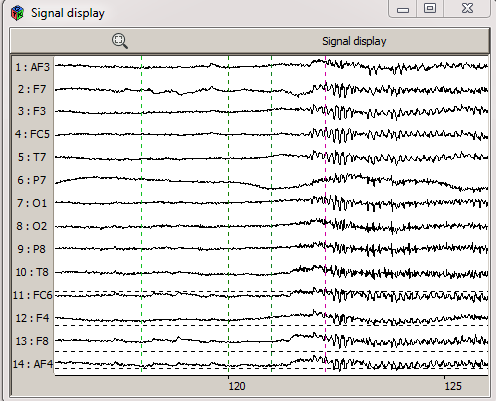 Signal display
Signal display
1 : AF3
2 : F7
3 : F3
4 : FC5
5 : T7
6 : P7
7 : O1
8 : O2
9 : P8
10 : T8
11 : FC6
12 : F4
13 : F8
14 : AF4
120 125